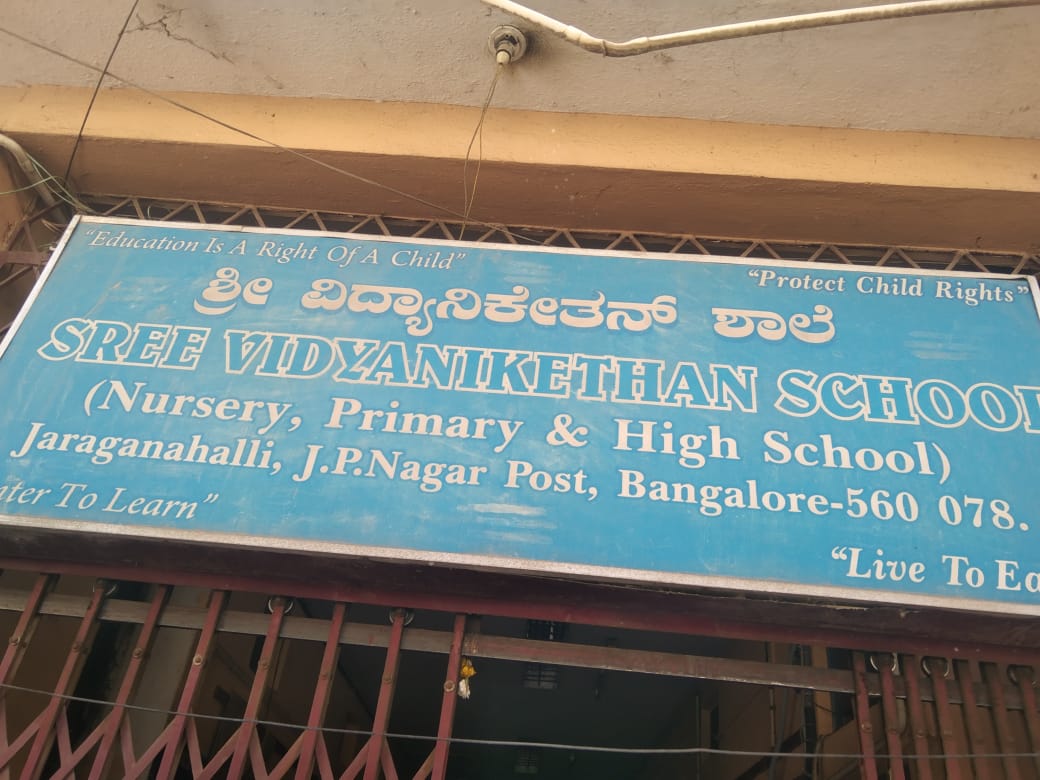 "Education Is A Right Of A Child"
"Protect Child Rights"
ಶ್ರೀ ವಿದ್ಯಾನಿಕೇತನ್ ಶಾಲೆ
SREE VIDYANIKETHAN SCHOOL
(Nursery, Primary & High School)
Jaraganahalli, J.P.Nagar Post, Bangalore-560 078.
To Learn"
"Live To